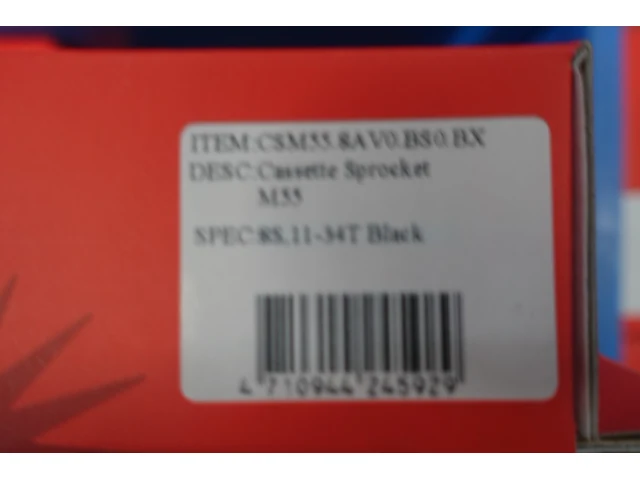 ITEM:CSM55.8AV0.BS0.BX
DESC:Cassette Sprocket
M55
SPEC:8S,11-34T Black
4 710944 245929